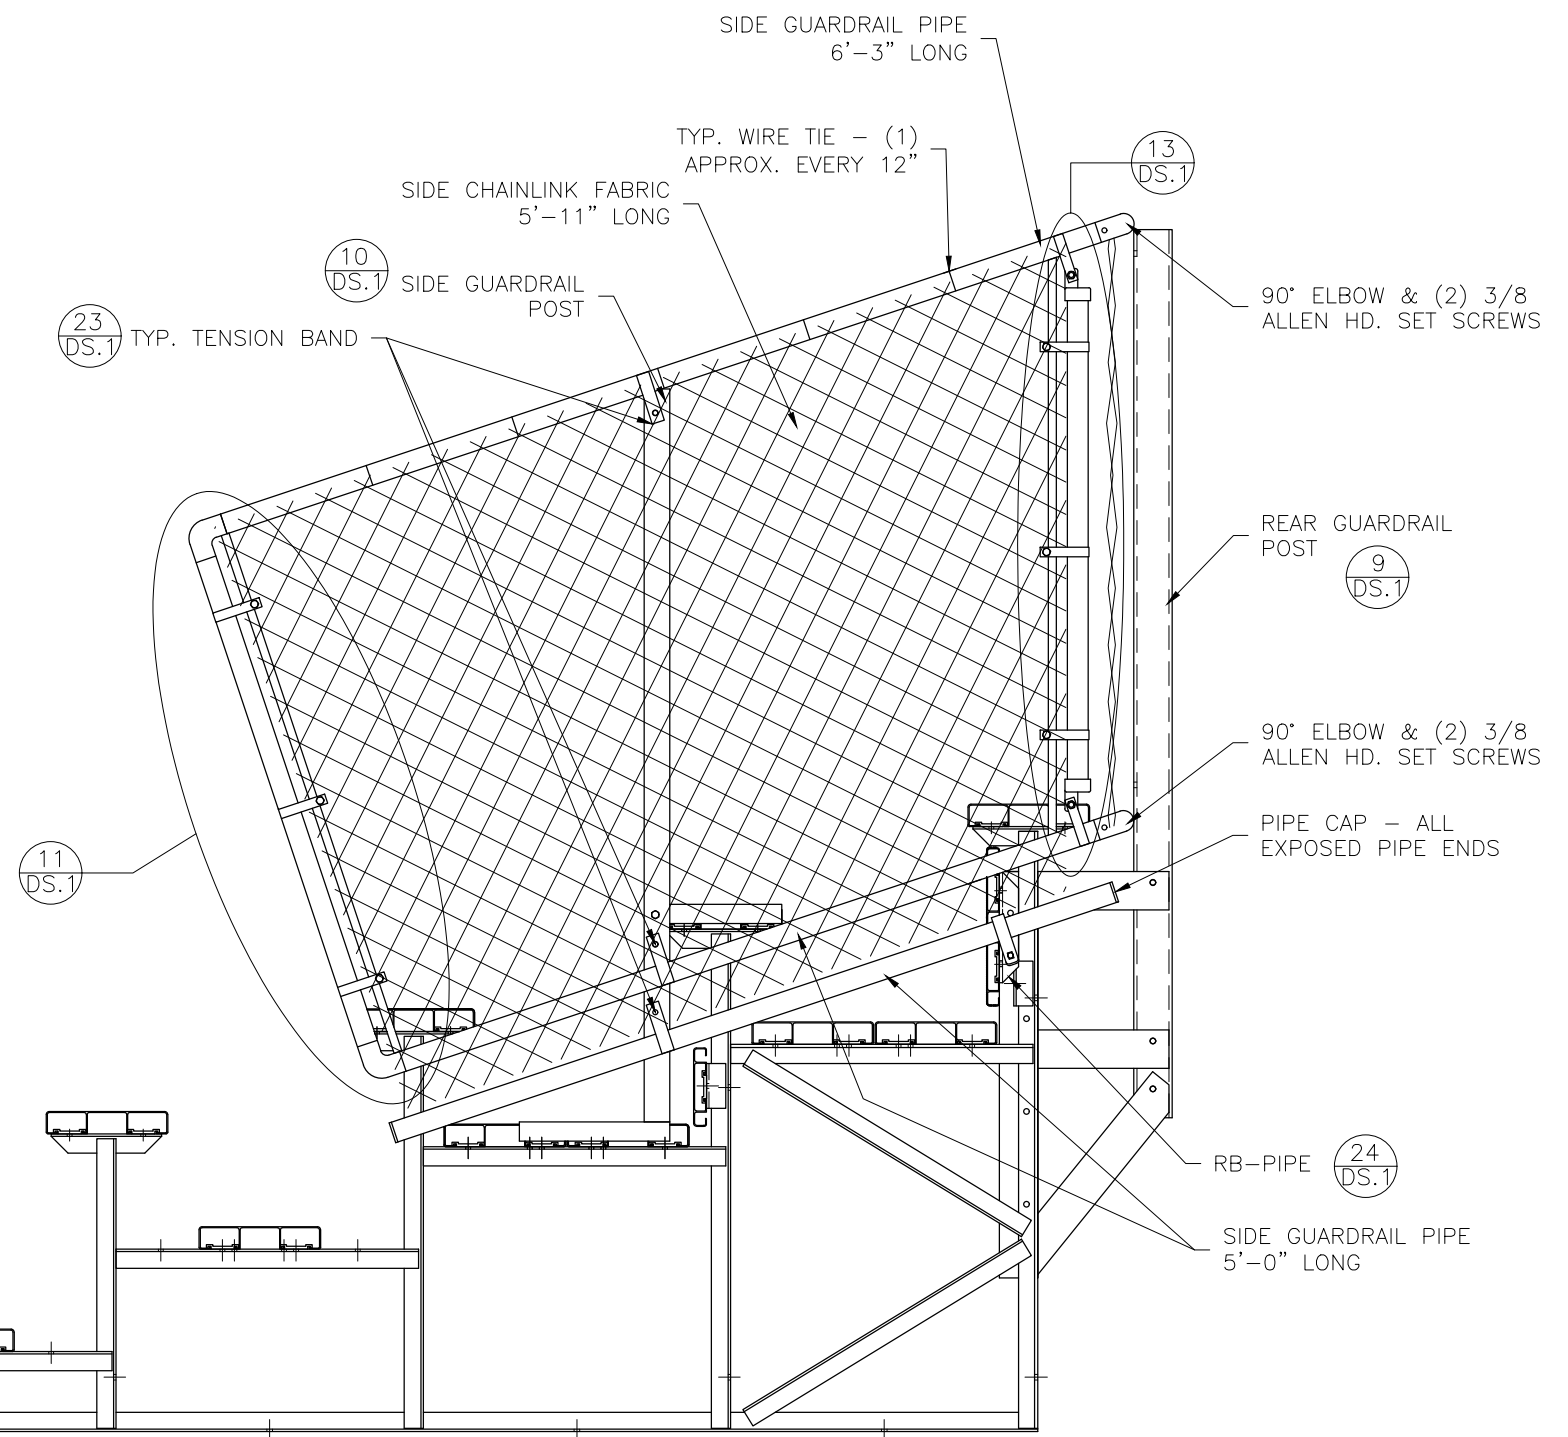 SIDE GUARDRAIL PIPE
6'–3" LONG
TYP. WIRE TIE – (1)
APPROX. EVERY 12"
13
DS.1
SIDE CHAINLINK FABRIC
5'–11" LONG
10
DS.1
SIDE GUARDRAIL
POST
23
DS.1
TYP. TENSION BAND
90° ELBOW & (2) 3/8
ALLEN HD. SET SCREWS
REAR GUARDRAIL
POST
9
DS.1
90° ELBOW & (2) 3/8
ALLEN HD. SET SCREWS
PIPE CAP – ALL
EXPOSED PIPE ENDS
11
DS.1
RB–PIPE
24
DS.1
SIDE GUARDRAIL PIPE
5'–0" LONG